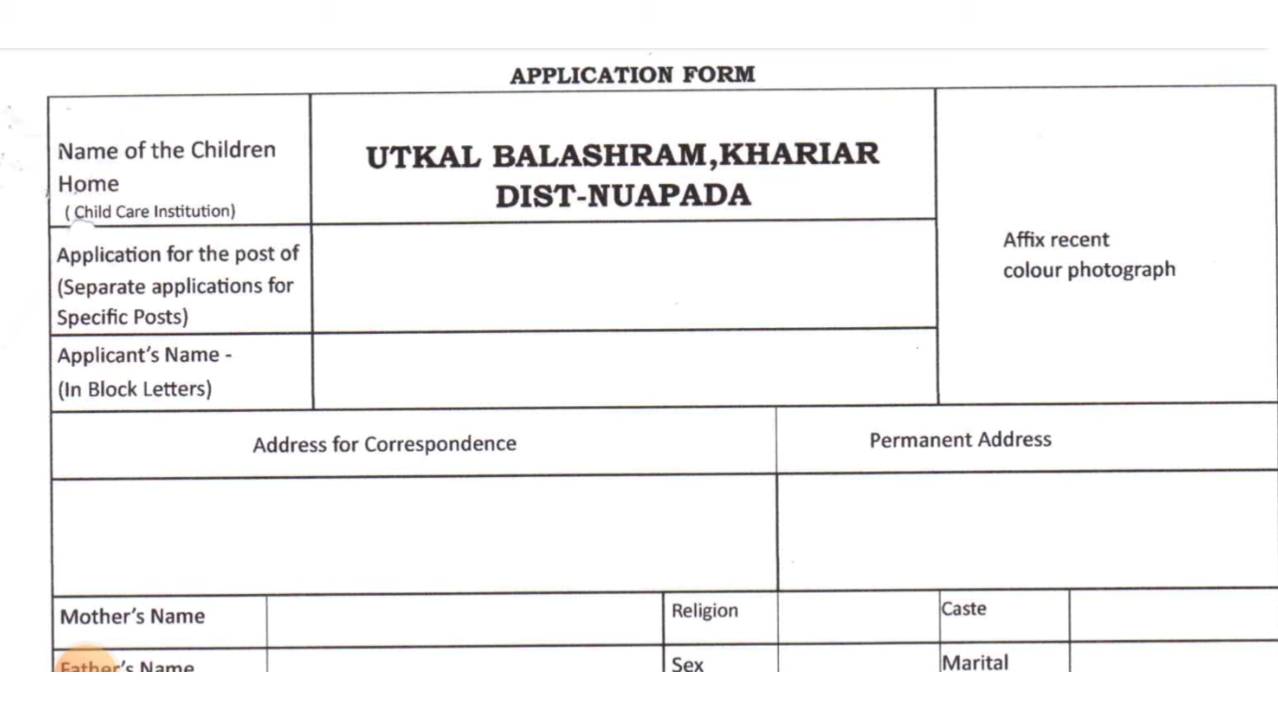 APPLICATION FORM
Name of the Children
Home
( Child Care Institution)
UTKAL BALASHRAM,KHARIAR
DIST-NUAPADA
Affix recent
colour photograph
Application for the post of
(Separate applications for
Specific Posts)
Applicant's Name -
(In Block Letters)
Address for Correspondence
Permanent Address
Mother's Name
Religion
Caste
Father's Name
Sex
Marital